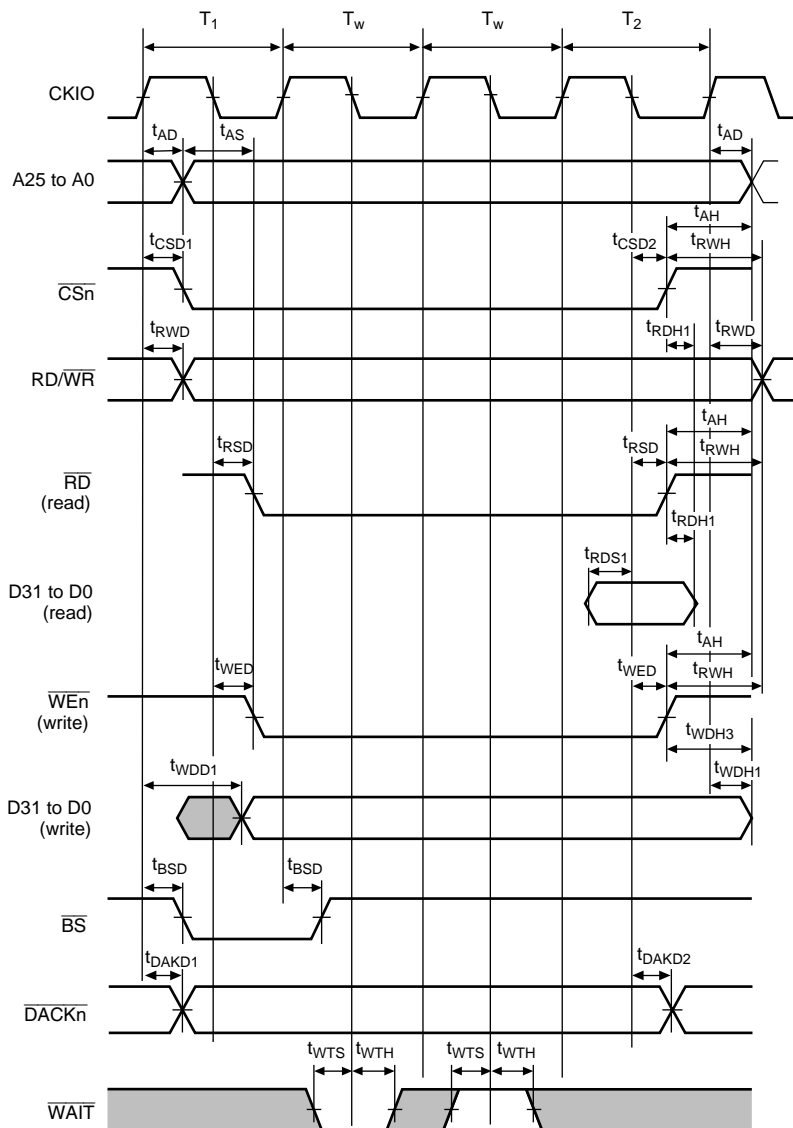 T1 Tw Tw T2
CKIO
tAD tAS tAD
A25 to A0
tAH
tCSD1 tCSD2 tRWH
CSn
tRWD tRDH1 tRWD
RD/WR
tAH
tRSD tRSD tRWH
RD
(read)
tRDH1
tRDS1
D31 to D0
(read)
tAH
tWED tWED tRWH
WEn
(write)
tWDH3
tWDD1 tWDH1
D31 to D0
(write)
tBSD tBSD
BS
tDAKD1 tDAKD2
DACKn
tWTS tWTH tWTS tWTH
WAIT